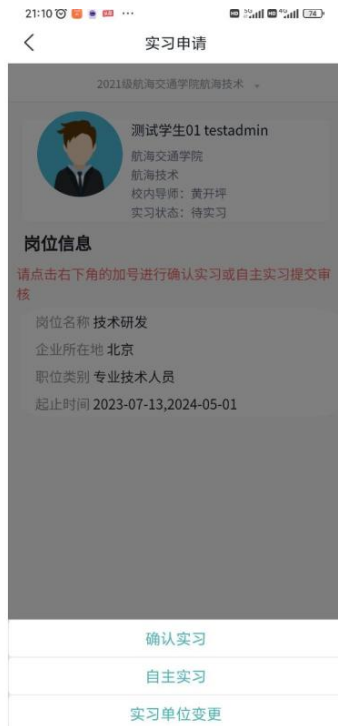 21:10
实习申请
2021级航海交通学院航海技术
测试学生01 testadmin
航海交通学院
航海技术
校内导师：黄开坪
实习状态：待实习
岗位信息
请点击右下角的加号进行确认实习或自主实习提交审
核
岗位名称 技术研发
企业所在地 北京
职位类别 专业技术人员
起止时间 2023-07-13,2024-05-01
确认实习
自主实习
实习单位变更